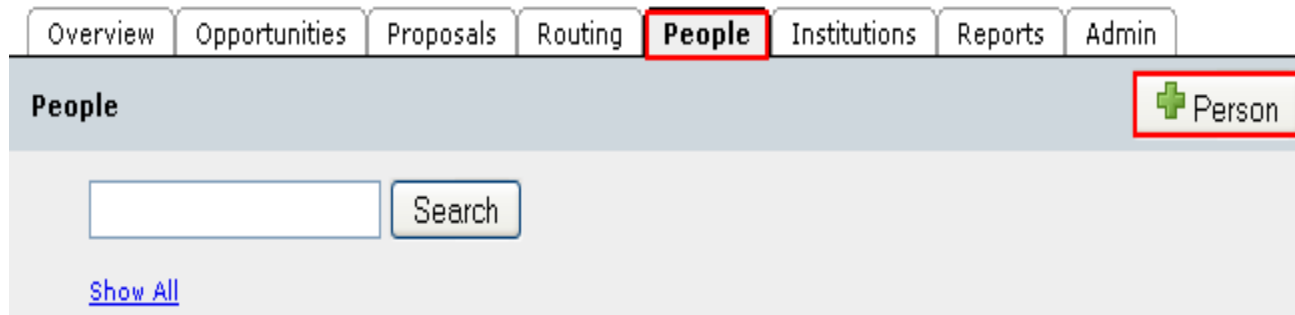 Overview Opportunities Proposals Routing People Institutions Reports Admin
People Person
Search
Show All